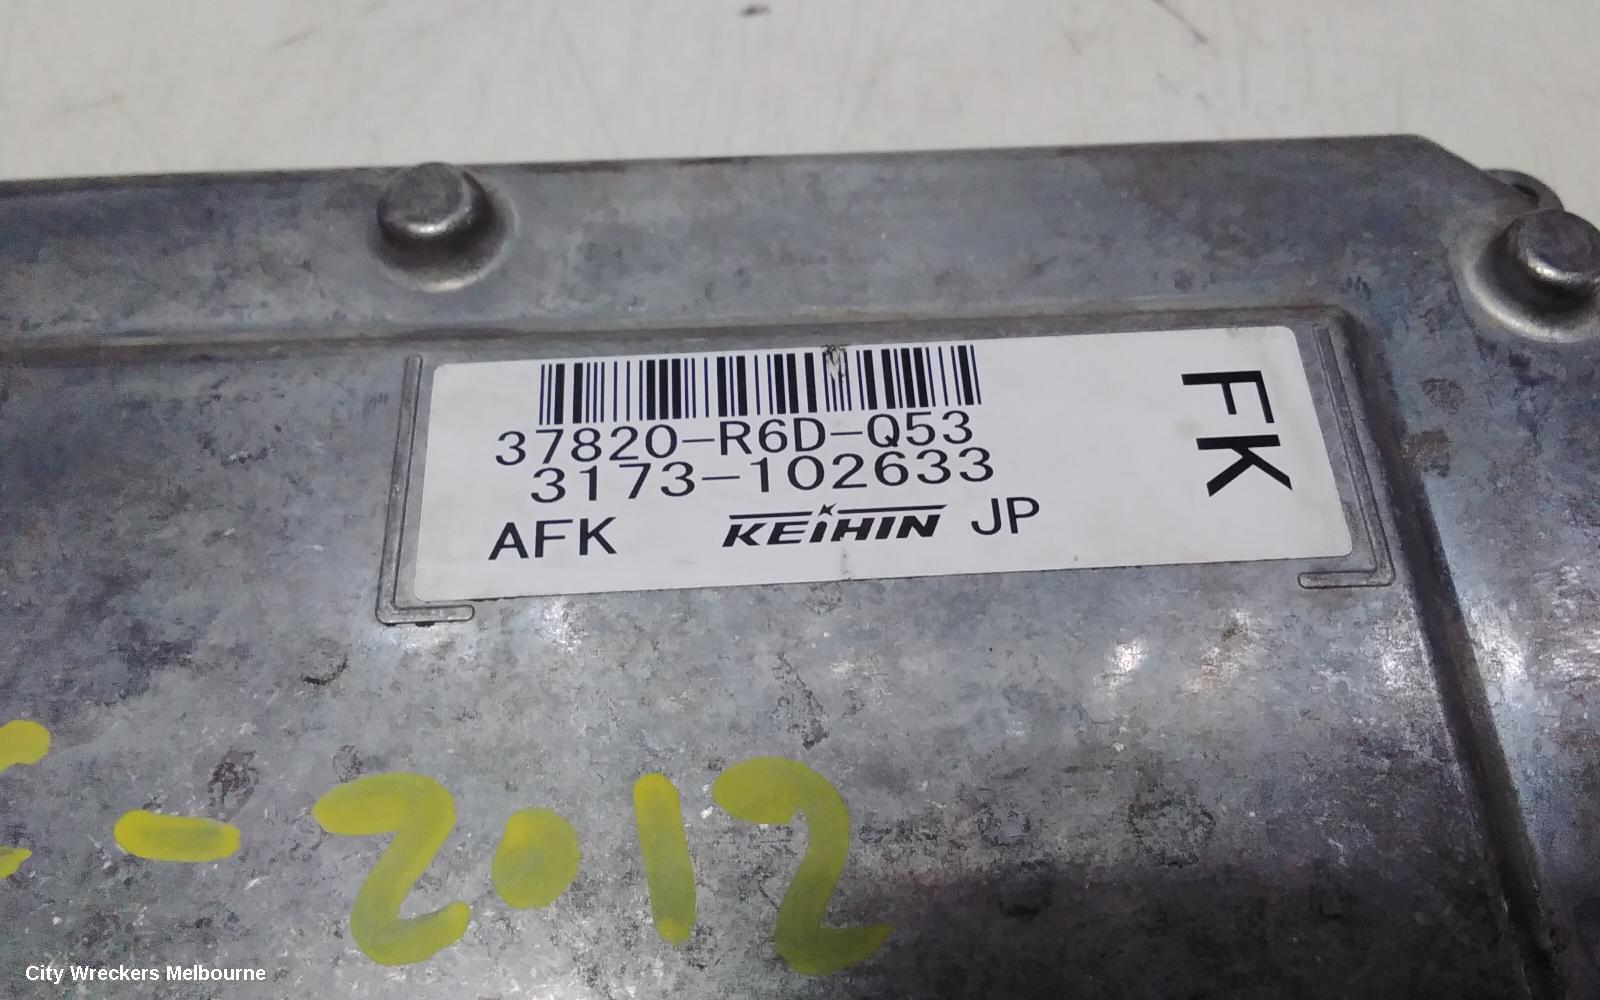 37820-R6D-Q53
3173-102633
AFK KEIHIN JP
FK
-2012
City Wreckers Melbourne